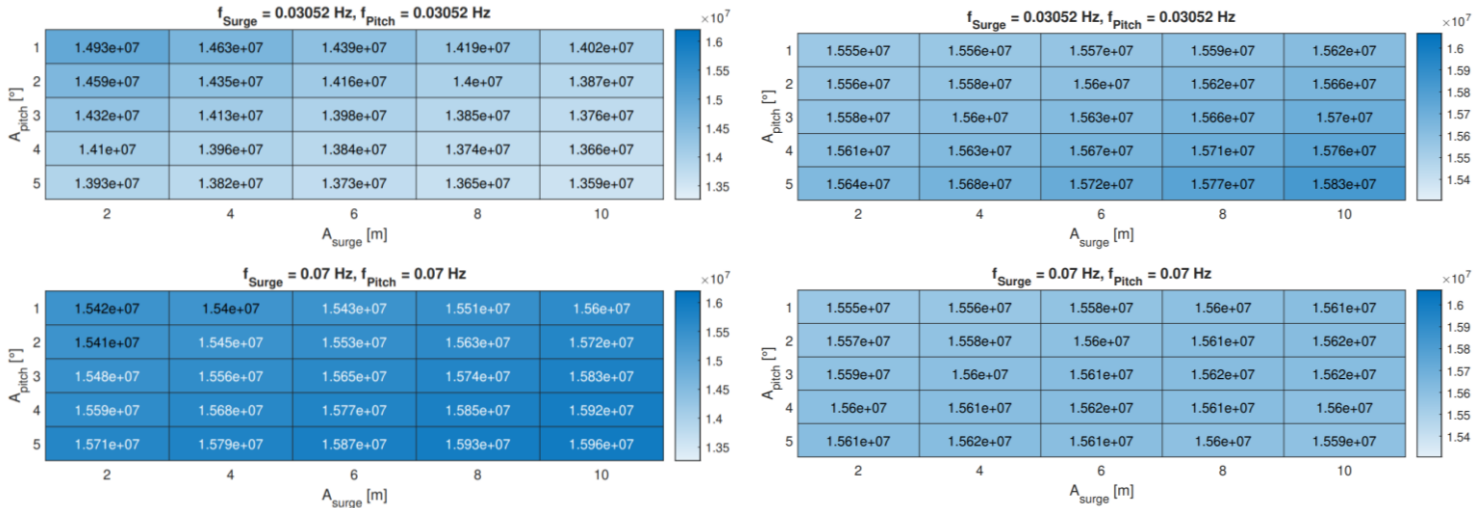 f_Surge = 0.03052 Hz, f_Pitch = 0.03052 Hz
×10^7
1 1.493e+07 1.463e+07 1.439e+07 1.419e+07 1.402e+07
2 1.459e+07 1.435e+07 1.416e+07 1.4e+07 1.387e+07
3 1.432e+07 1.413e+07 1.398e+07 1.385e+07 1.376e+07
4 1.41e+07 1.396e+07 1.384e+07 1.374e+07 1.366e+07
5 1.393e+07 1.382e+07 1.373e+07 1.365e+07 1.359e+07
A_pitch [°]
2 4 6 8 10
A_surge [m]
1.6
1.55
1.5
1.45
1.4
1.35
f_Surge = 0.03052 Hz, f_Pitch = 0.03052 Hz
×10^7
1 1.555e+07 1.556e+07 1.557e+07 1.559e+07 1.562e+07
2 1.556e+07 1.558e+07 1.56e+07 1.562e+07 1.566e+07
3 1.558e+07 1.56e+07 1.563e+07 1.566e+07 1.57e+07
4 1.561e+07 1.563e+07 1.567e+07 1.571e+07 1.576e+07
5 1.564e+07 1.568e+07 1.572e+07 1.577e+07 1.583e+07
A_pitch [°]
2 4 6 8 10
A_surge [m]
1.6
1.59
1.58
1.57
1.56
1.55
1.54
f_Surge = 0.07 Hz, f_Pitch = 0.07 Hz
×10^7
1 1.542e+07 1.54e+07 1.543e+07 1.551e+07 1.56e+07
2 1.541e+07 1.545e+07 1.553e+07 1.563e+07 1.572e+07
3 1.548e+07 1.556e+07 1.565e+07 1.574e+07 1.583e+07
4 1.559e+07 1.568e+07 1.577e+07 1.585e+07 1.592e+07
5 1.571e+07 1.579e+07 1.587e+07 1.593e+07 1.596e+07
A_pitch [°]
2 4 6 8 10
A_surge [m]
1.6
1.55
1.5
1.45
1.4
1.35
f_Surge = 0.07 Hz, f_Pitch = 0.07 Hz
×10^7
1 1.555e+07 1.556e+07 1.558e+07 1.56e+07 1.561e+07
2 1.557e+07 1.558e+07 1.56e+07 1.561e+07 1.562e+07
3 1.559e+07 1.56e+07 1.561e+07 1.562e+07 1.562e+07
4 1.56e+07 1.561e+07 1.562e+07 1.561e+07 1.56e+07
5 1.561e+07 1.562e+07 1.561e+07 1.56e+07 1.559e+07
A_pitch [°]
2 4 6 8 10
A_surge [m]
1.6
1.59
1.58
1.57
1.56
1.55
1.54